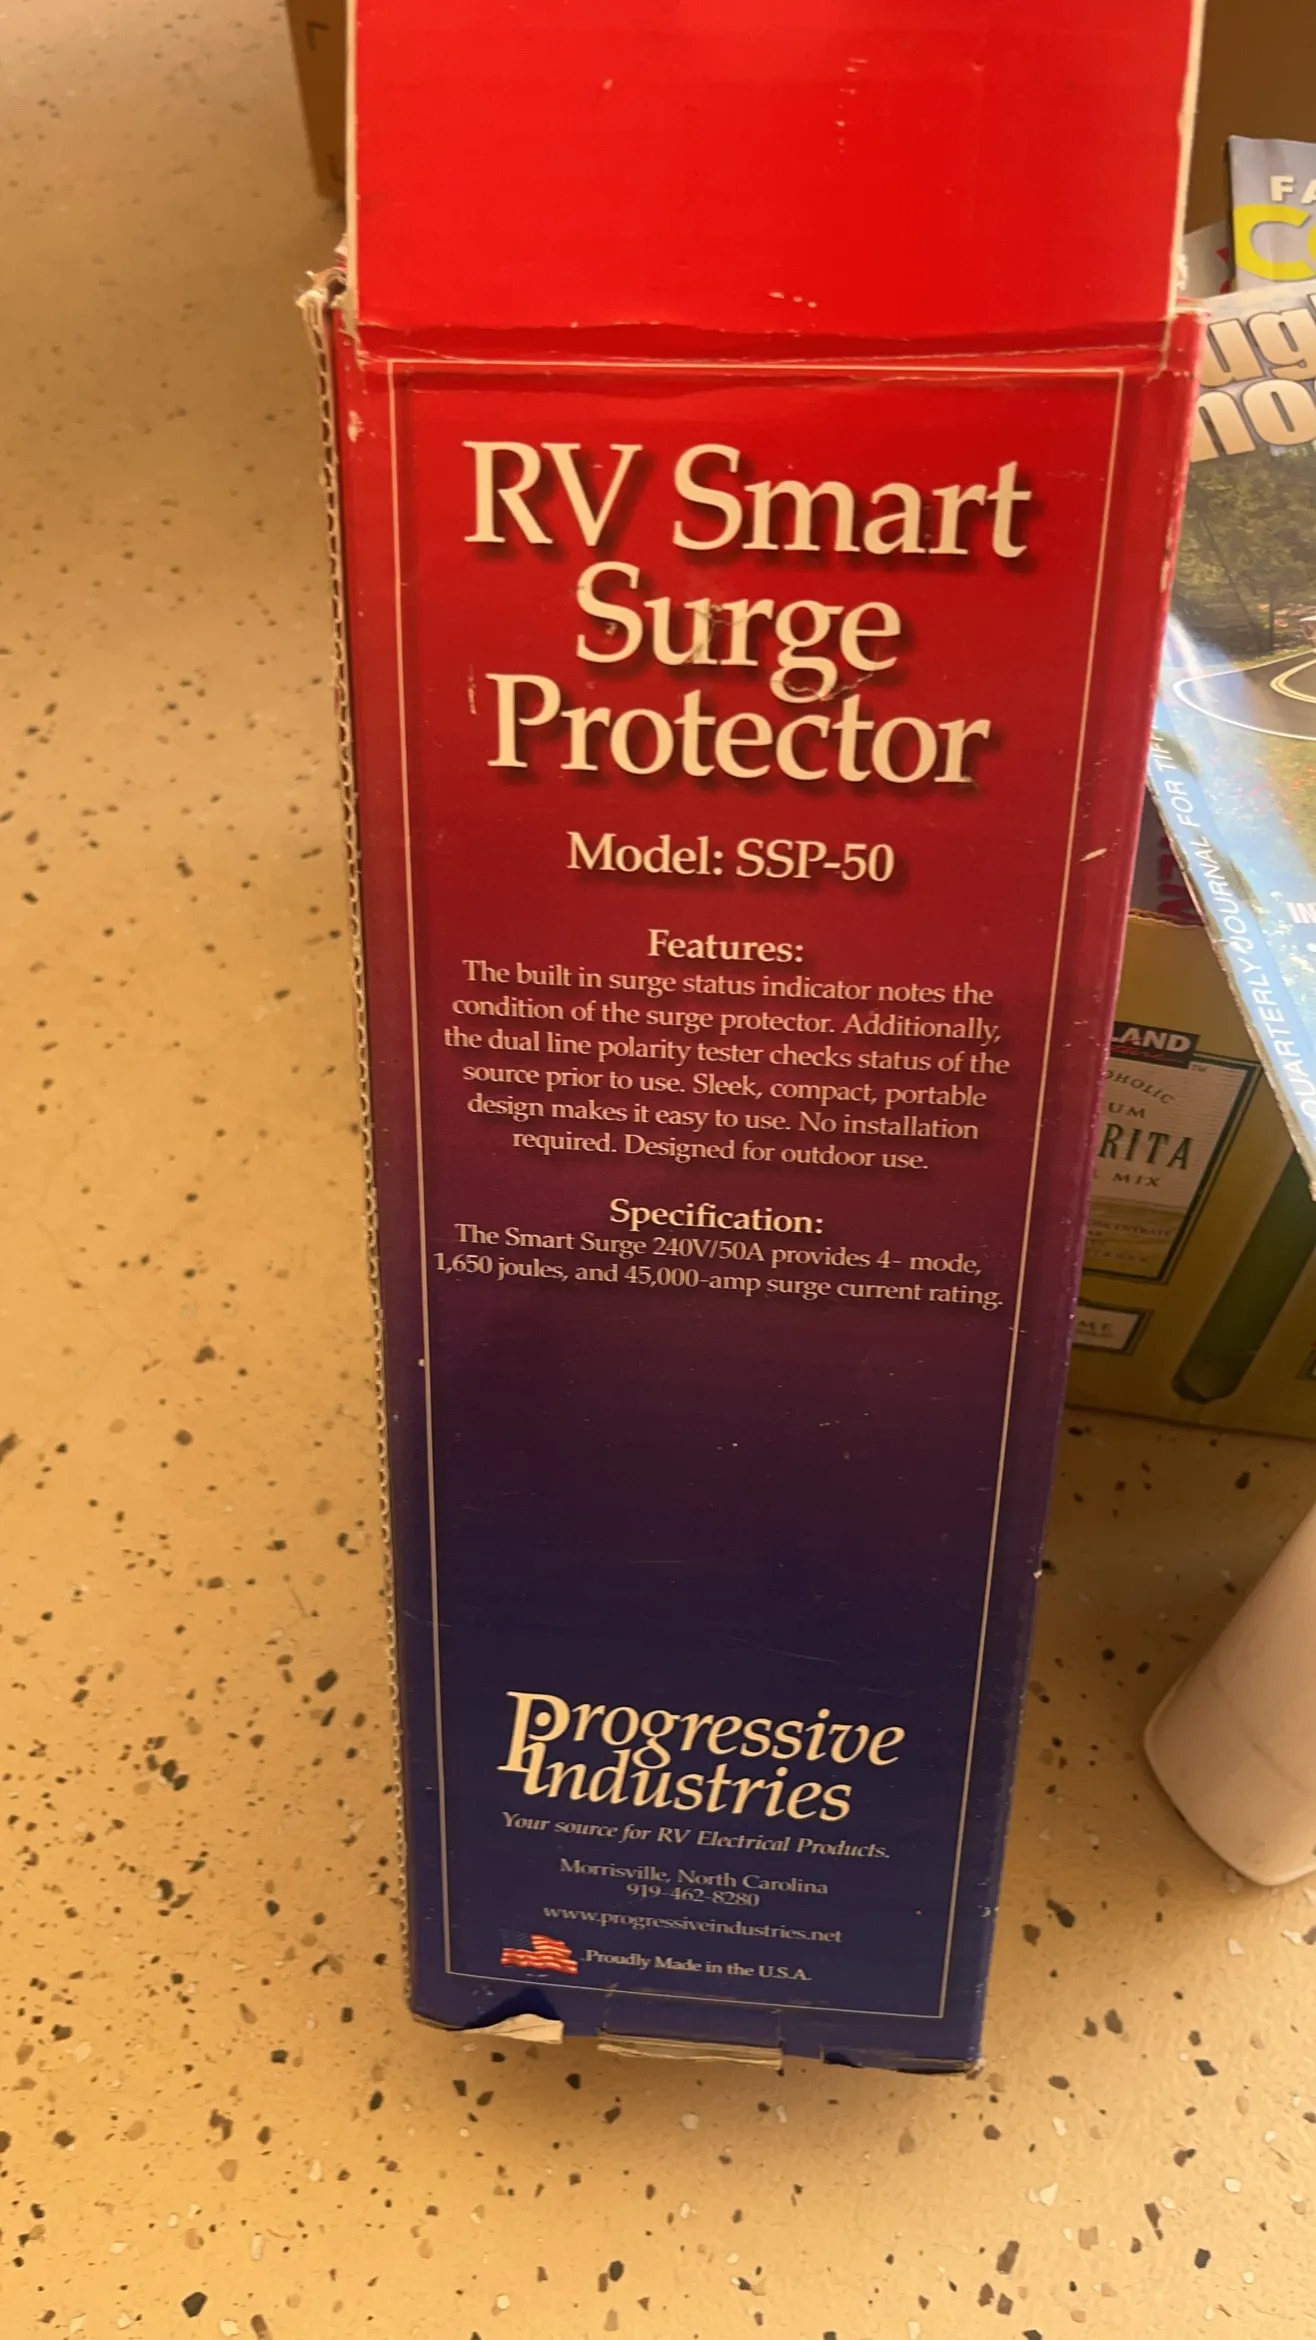 RV Smart
Surge
Protector
Model: SSP-50
Features:
The built in surge status indicator notes the
condition of the surge protector. Additionally,
the dual line polarity tester checks status of the
source prior to use. Sleek, compact, portable
design makes it easy to use. No installation
required. Designed for outdoor use.
Specification:
The Smart Surge 240V/50A provides 4- mode,
1,650 joules, and 45,000-amp surge current rating.
Progressive
Industries
Your source for RV Electrical Products.
Morrisville, North Carolina
919-462-8280
www.progressiveindustries.net
Proudly Made in the U.S.A.
QUARTERLY JOURNAL FOR
LAND
UM
RITA
MIX